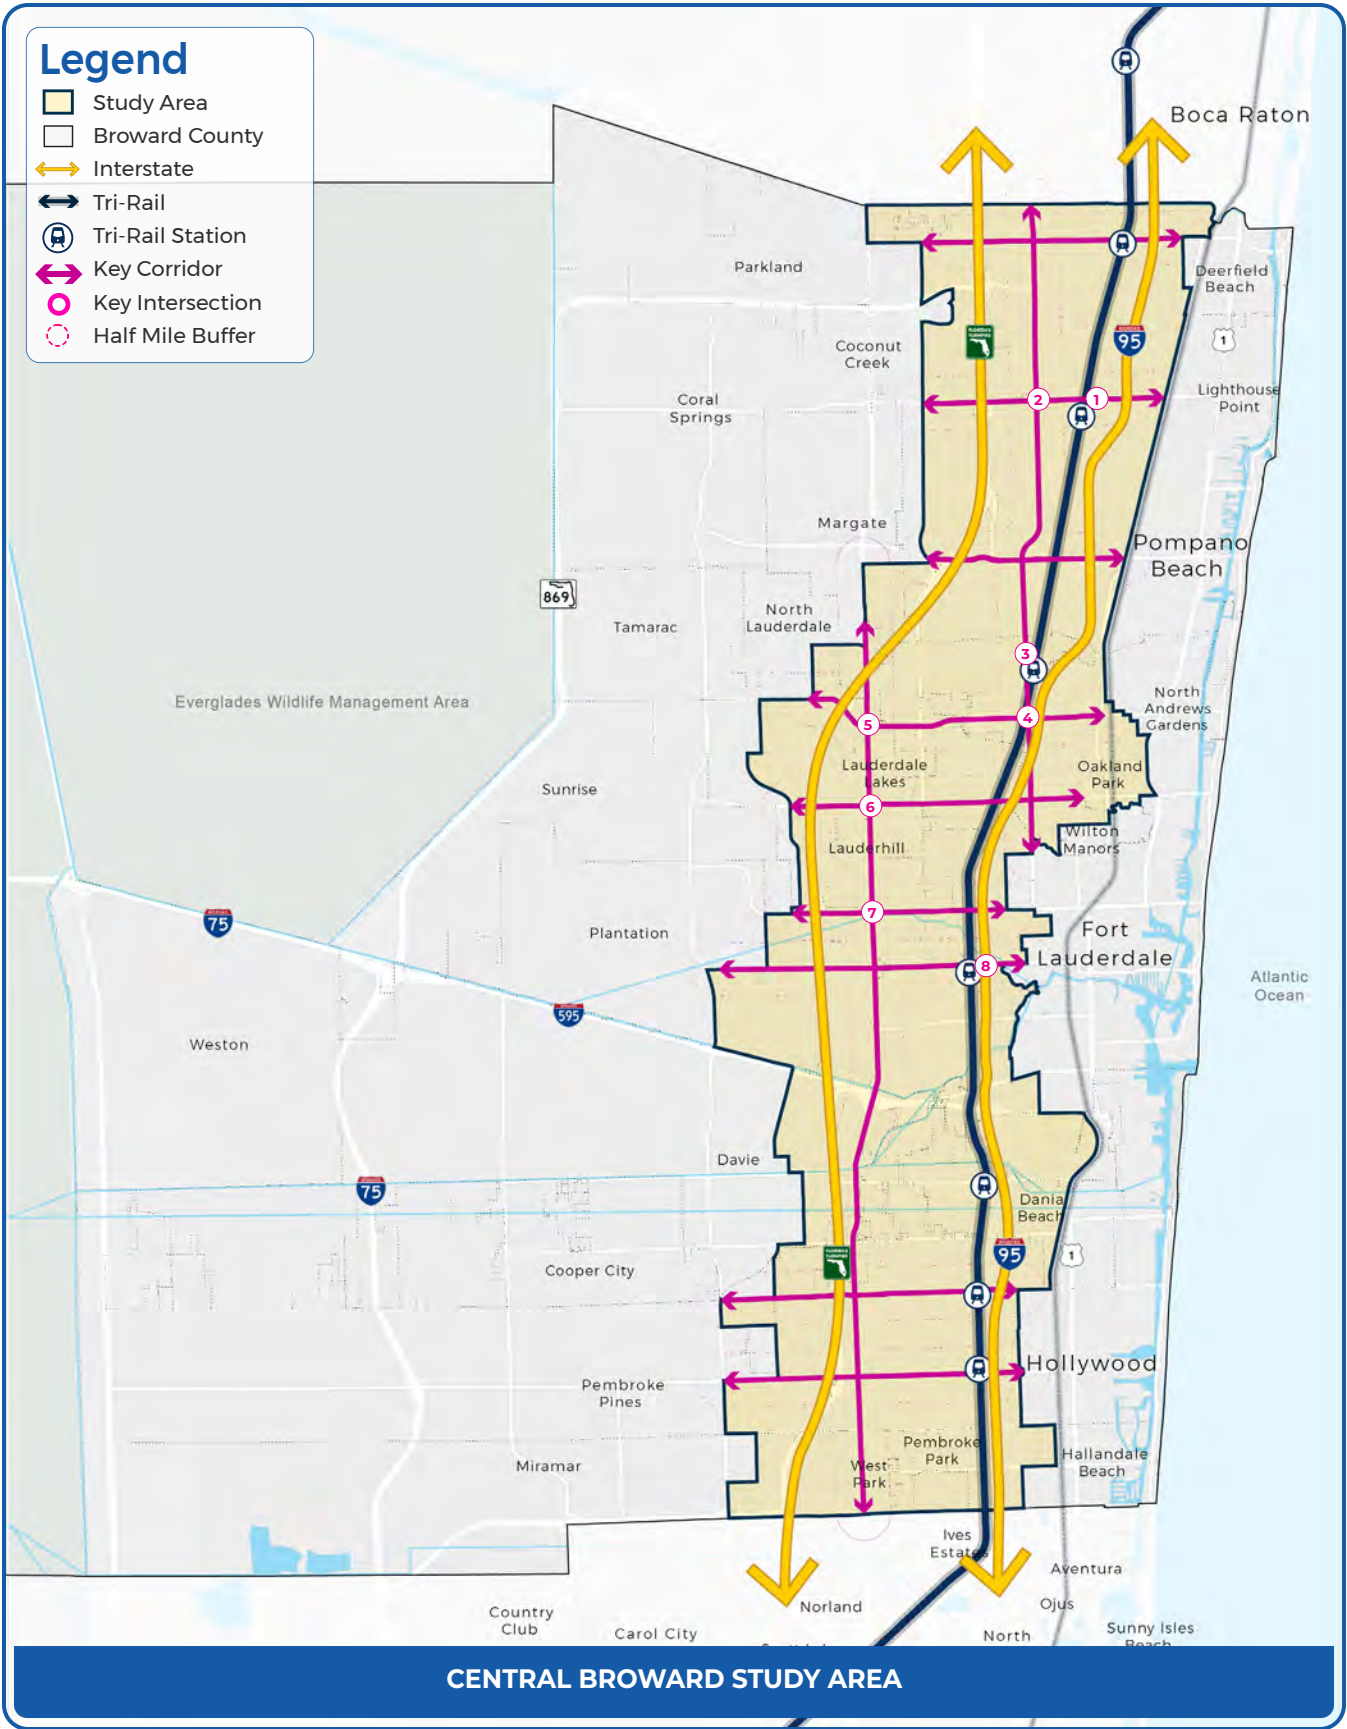 Legend
Study Area
Broward County
Interstate
Tri-Rail
Tri-Rail Station
Key Corridor
Key Intersection
Half Mile Buffer
Boca Raton
Parkland
Deerfield
Beach
95
1
Coconut
Creek
Coral
Springs
Lighthouse
Point
2
1
Margate
Pompano
Beach
869
North
Lauderdale
Tamarac
3
Everglades Wildlife Management Area
North
Andrews
Gardens
5
4
Lauderdale
Lakes
Oakland
Park
Sunrise
6
Wilton
Manors
Lauderhill
75
7
Plantation
Fort
Lauderdale
8
Atlantic
Ocean
595
Weston
Davie
75
Dania
Beach
95
1
Cooper City
Hollywood
Pembroke
Pines
Pembroke
Park
West
Park
Hallandale
Beach
Miramar
Ives
Estates
Aventura
Norland
Ojus
Country
Club
Carol City
North
Sunny Isles
Beach
CENTRAL BROWARD STUDY AREA